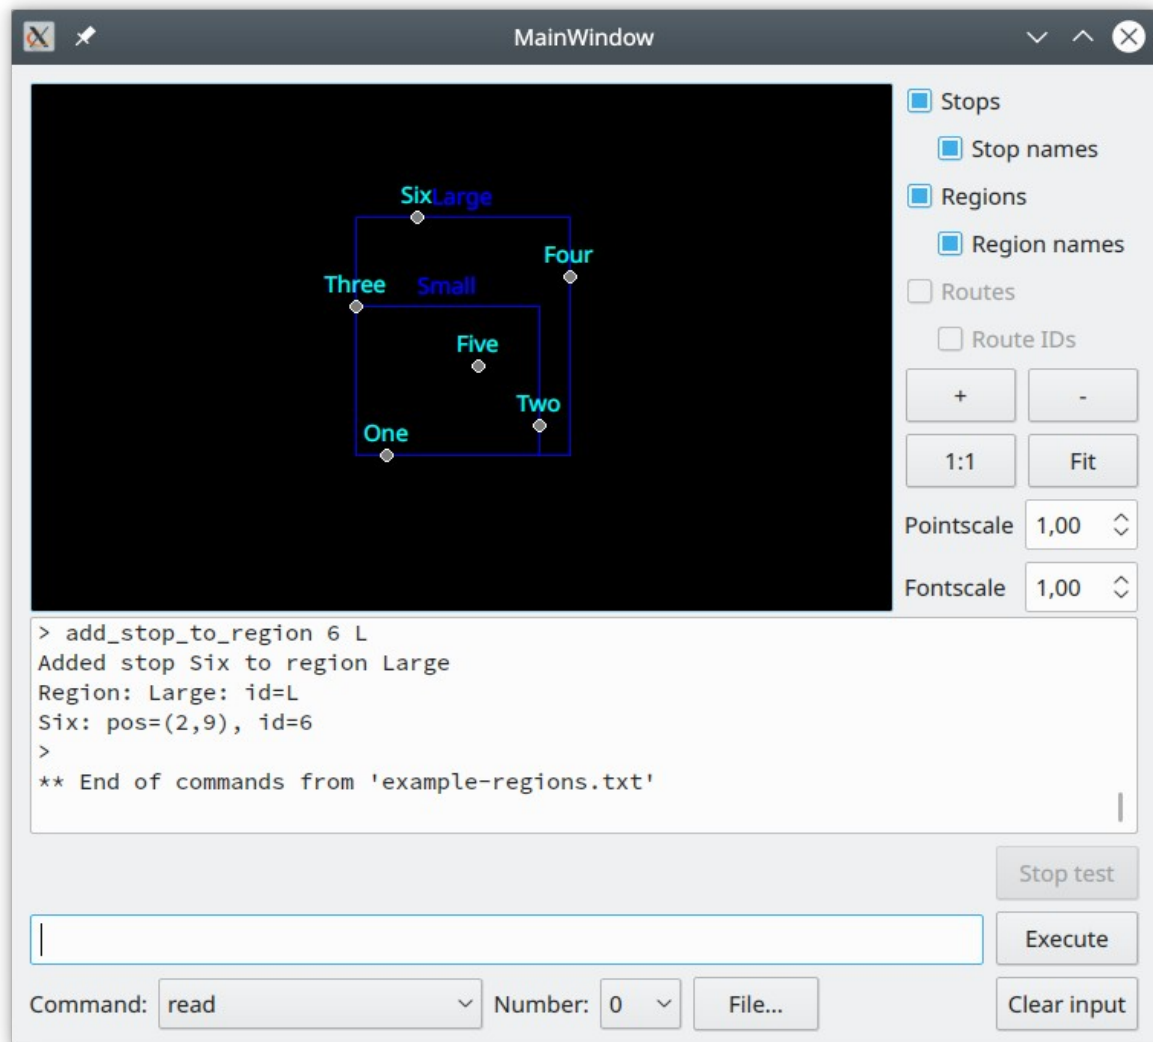 MainWindow
Stops
Stop names
Six Large
Regions
Region names
Four
Three Small
Routes
Route IDs
Five
+ -
Two
One
1:1 Fit
Pointscale 1,00
Fontscale 1,00
> add_stop_to_region 6 L
Added stop Six to region Large
Region: Large: id=L
Six: pos=(2,9), id=6
>
** End of commands from 'example-regions.txt'
Stop test
Execute
Command: read Number: 0 File... Clear input